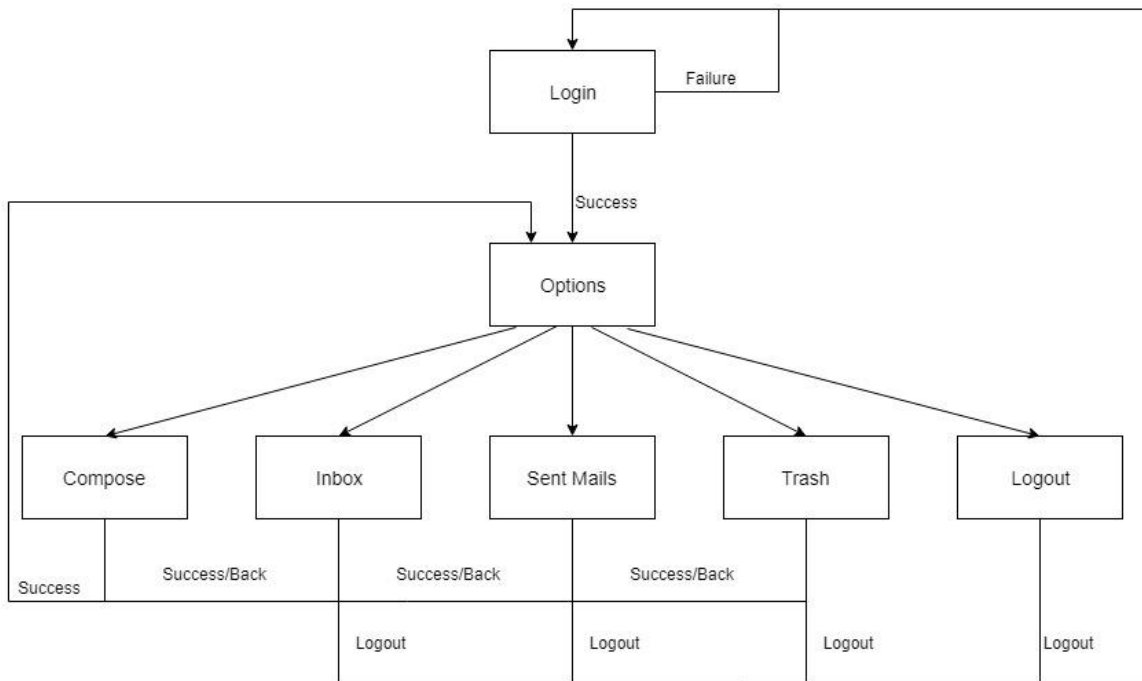 Login
Failure
Success
Options
Compose
Inbox
Sent Mails
Trash
Logout
Success
Success/Back
Success/Back
Success/Back
Logout
Logout
Logout
Logout